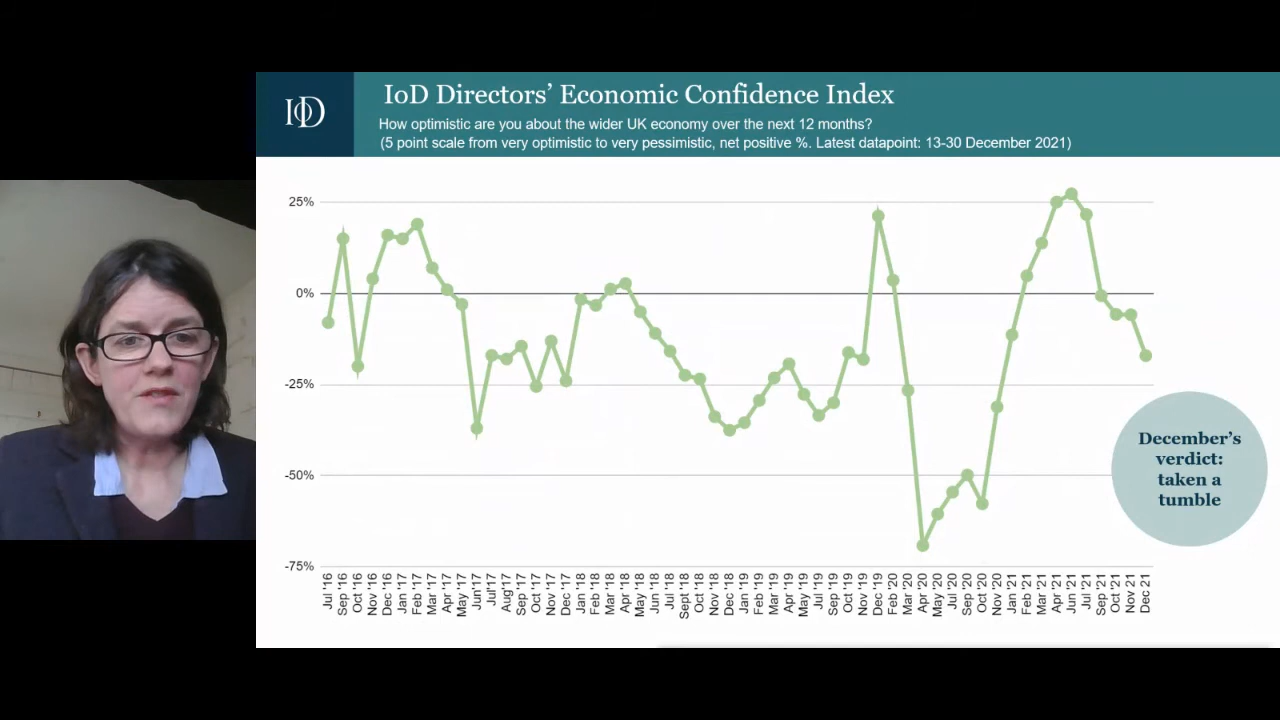 IoD
IoD Directors’ Economic Confidence Index
How optimistic are you about the wider UK economy over the next 12 months?
(5 point scale from very optimistic to very pessimistic, net positive %. Latest datapoint: 13-30 December 2021)
25%
0%
-25%
-50%
-75%
December’s
verdict:
taken a
tumble
Jul '16
Sep '16
Oct '16
Nov '16
Dec '16
Jan '17
Feb '17
Mar '17
Apr '17
May '17
Jun'17
Jul'17
Aug'17
Sep '17
Oct '17
Nov '17
Dec '17
Jan '18
Feb '18
Mar '18
Apr '18
May '18
Jun '18
Jul '18
Sept '18
Oct '18
Nov '18
Dec '18
Jan '19
Feb '19
Mar '19
Apr '19
May '19
Jul '19
Sep '19
Oct '19
Nov '19
Dec '19
Feb '20
Mar '20
Apr '20
May '20
Jul '20
Sep '20
Oct '20
Nov '20
Jan '21
Feb '21
Mar '21
Apr '21
Jun '21
Jul '21
Sep '21
Oct '21
Nov 21
Dec 21